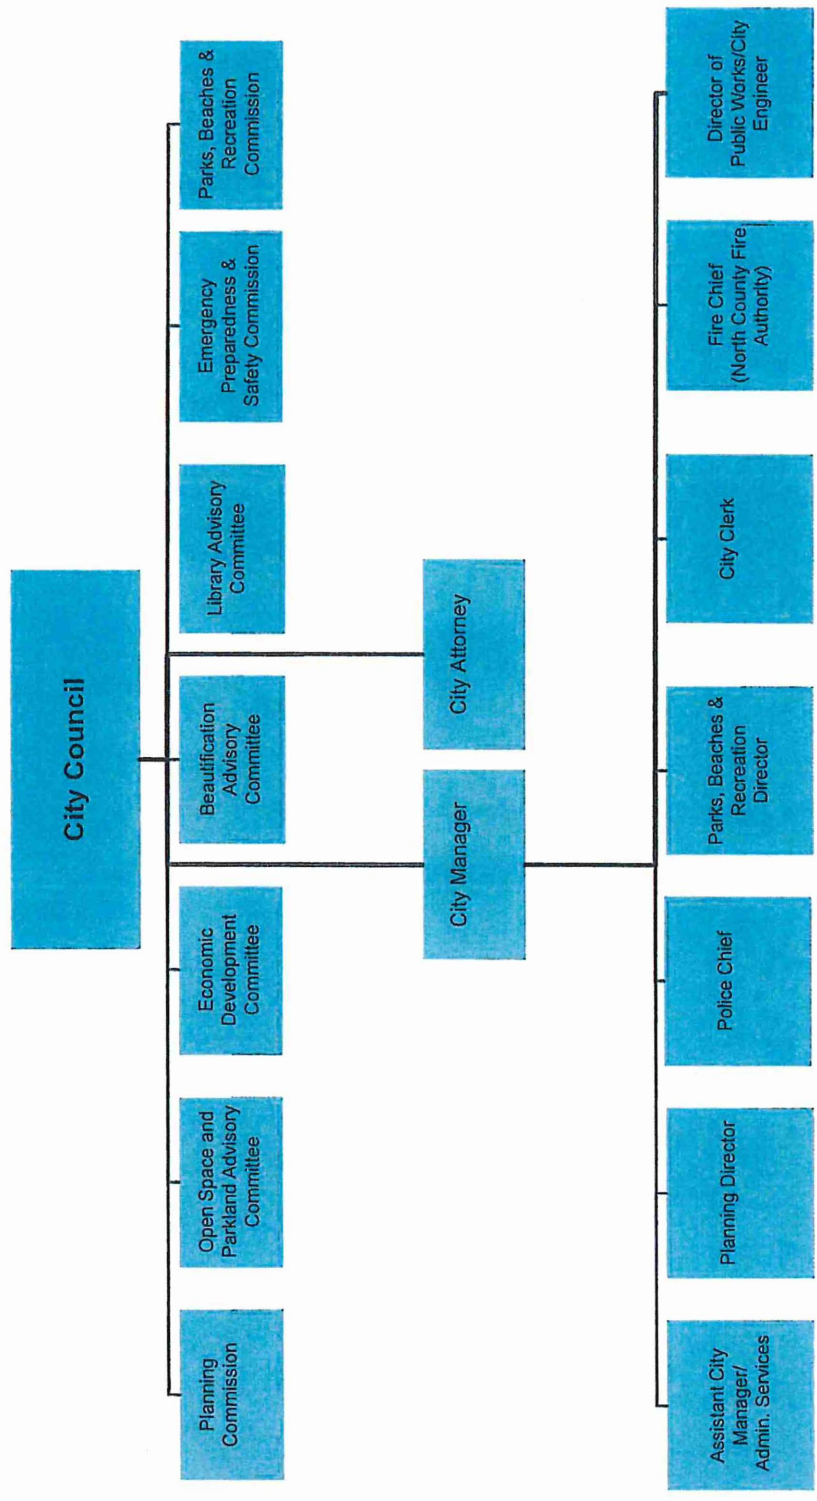 City Council
Planning
Commission
Open Space and
Parkland Advisory
Committee
Economic
Development
Committee
Beautification
Advisory
Committee
Library Advisory
Committee
Emergency
Preparedness &
Safety Commission
Parks, Beaches &
Recreation
Commission
City Manager
City Attorney
Assistant City
Manager/
Admin. Services
Planning Director
Police Chief
Parks, Beaches &
Recreation
Director
City Clerk
Fire Chief
(North County Fire
Authority)
Director of
Public Works/City
Engineer